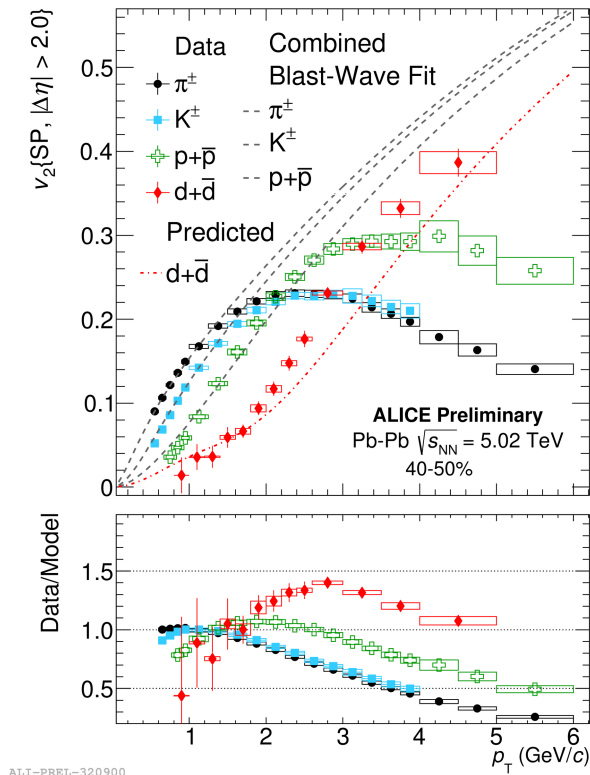 Data
Combined
Blast-Wave Fit
π±
K±
p+p̅
d+d̅
π±
K±
p+p̅
Predicted
d+d̅
v₂{SP, |Δη| > 2.0}
0.5
0.4
0.3
0.2
0.1
0
ALICE Preliminary
Pb-Pb √sNN = 5.02 TeV
40-50%
Data/Model
1.5
1.0
0.5
0 1 2 3 4 5 6
pT (GeV/c)
ALI-PREL-320900